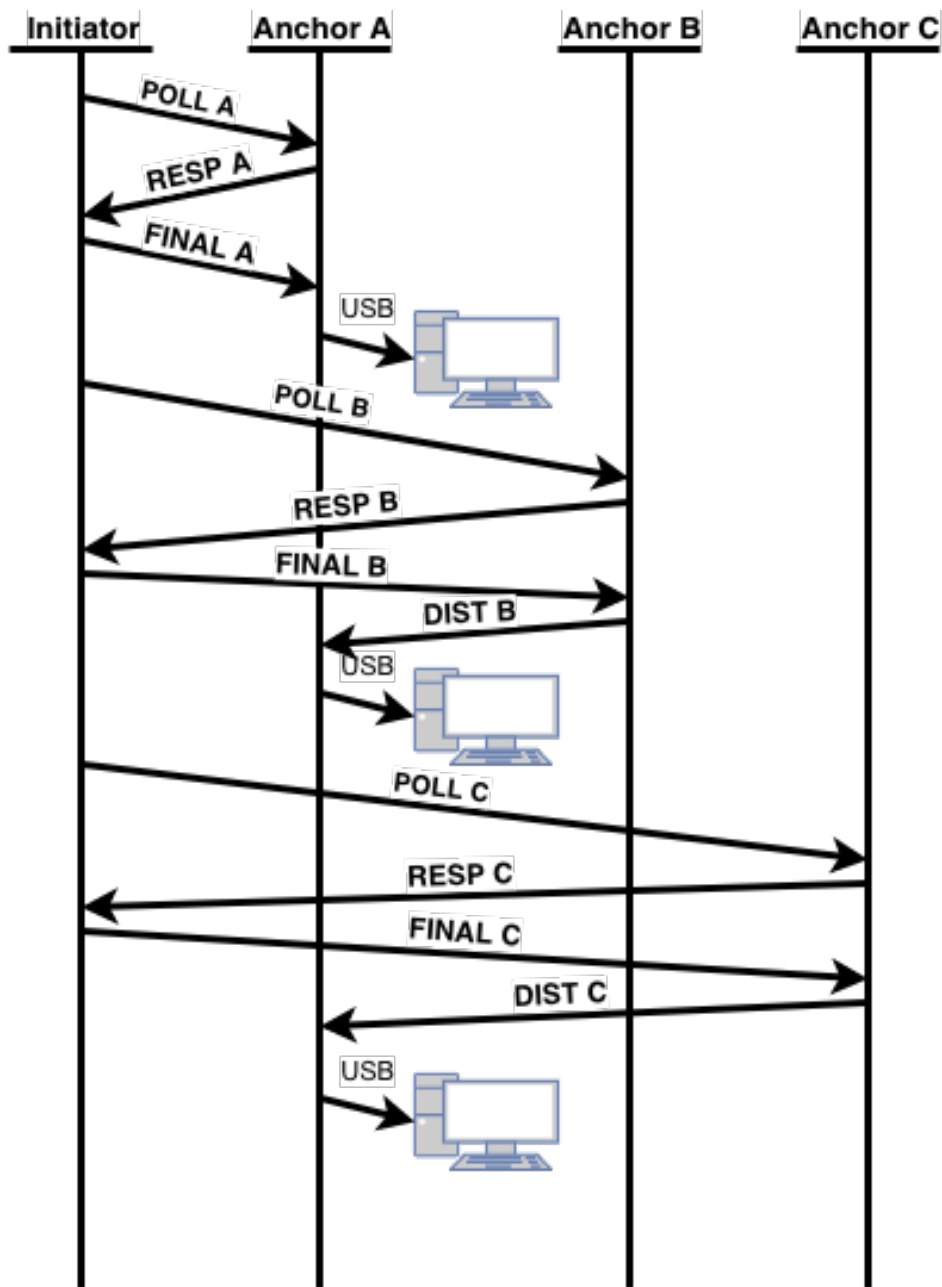 Initiator Anchor A Anchor B Anchor C
POLL A
RESP A
FINAL A
USB
POLL B
RESP B
FINAL B
DIST B
USB
POLL C
RESP C
FINAL C
DIST C
USB